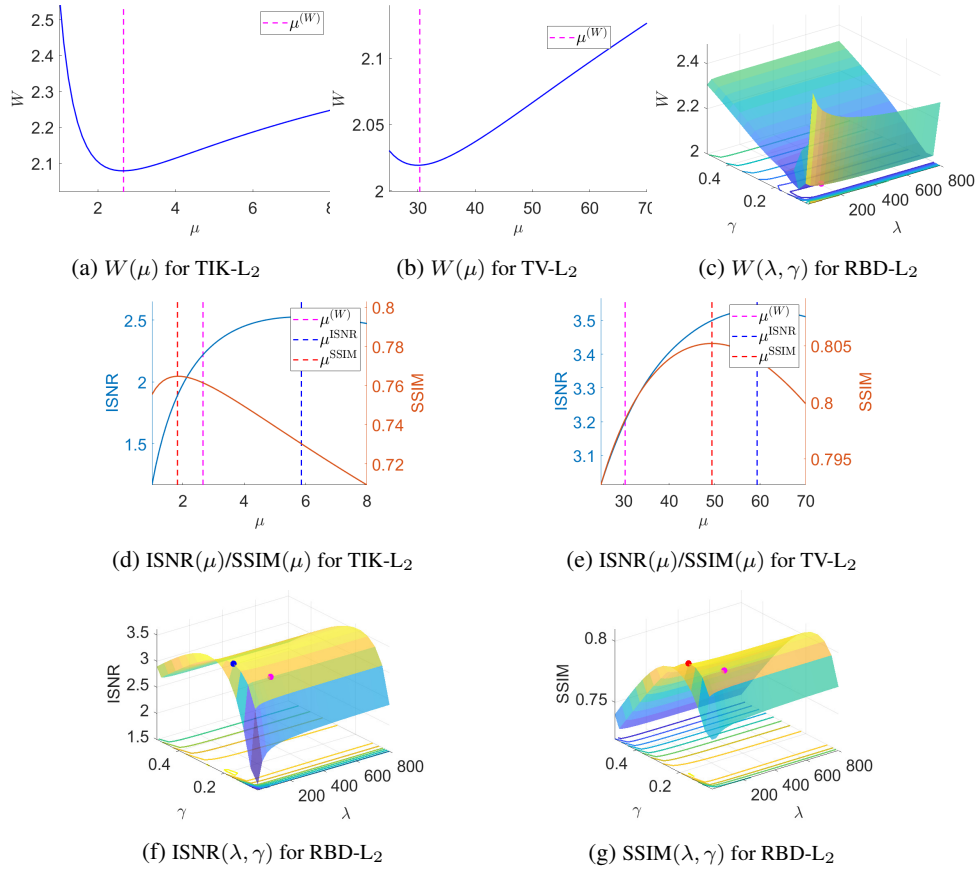 2.5
2.4
2.3
2.2
2.1
W
2
4
6
8
μ
μ^(W)
(a) W(μ) for TIK-L₂
2.1
2.05
2
W
30
40
50
60
70
μ
μ^(W)
(b) W(μ) for TV-L₂
2.4
2.2
2
W
0.4
0.2
γ
200
400
600
800
λ
(c) W(λ, γ) for RBD-L₂
2.5
2
1.5
ISNR
2
4
6
8
μ
0.8
0.78
0.76
0.74
0.72
SSIM
μ^(W)
μ^ISNR
μ^SSIM
(d) ISNR(μ)/SSIM(μ) for TIK-L₂
3.5
3.4
3.3
3.2
3.1
ISNR
30
40
50
60
70
μ
0.805
0.8
0.795
SSIM
μ^(W)
μ^ISNR
μ^SSIM
(e) ISNR(μ)/SSIM(μ) for TV-L₂
3.5
3
2.5
2
1.5
ISNR
0.4
0.2
γ
200
400
600
800
λ
(f) ISNR(λ, γ) for RBD-L₂
0.8
0.75
SSIM
0.4
0.2
γ
200
400
600
800
λ
(g) SSIM(λ, γ) for RBD-L₂